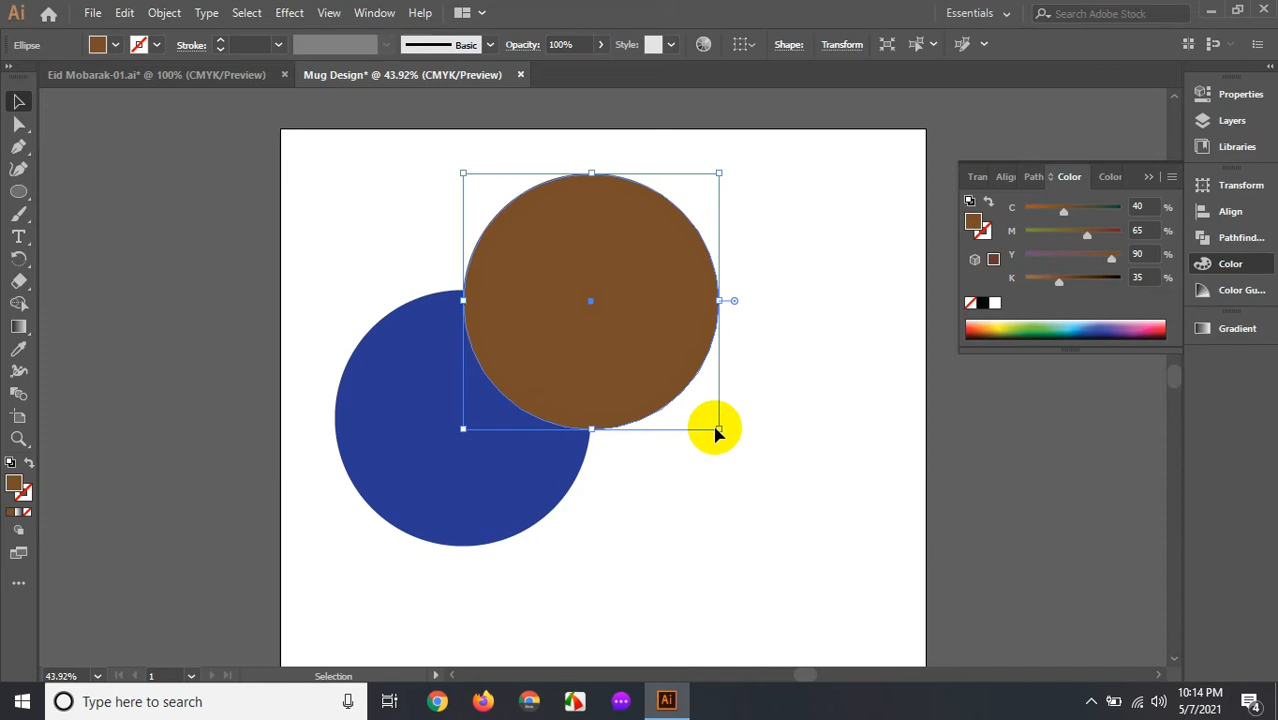 Ai File Edit Object Type Select Effect View Window Help Essentials Search Adobe Stock
Ellipse Stroke: Basic Opacity: 100% Style: Shape: Transform
Eid Mobarak-01.ai* @ 100% (CMYK/Preview) × Mug Design* @ 43.92% (CMYK/Preview) ×
Properties
Layers
Libraries
Transform
Align
Pathfind...
Color
Color Gu...
Gradient
Tran Aligi Path Color Color
C 40 %
M 65 %
Y 90 %
K 35 %
43.92% 1 Selection
Type here to search
Ai
10:14 PM
5/7/2021
4